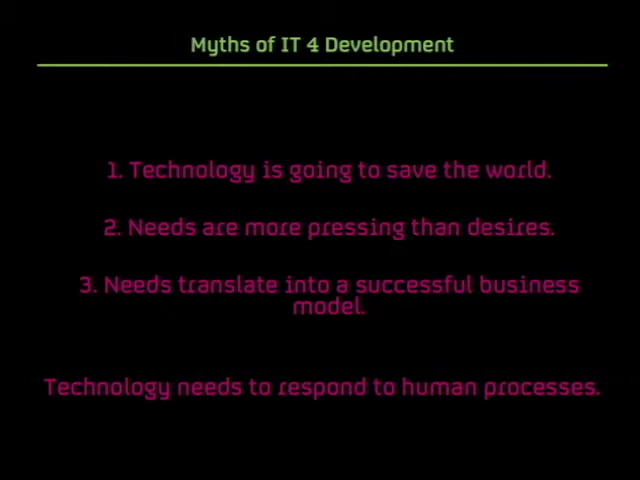 Myths of IT 4 Development
1. Technology is going to save the world.
2. Needs are more pressing than desires.
3. Needs translate into a successful business
model.
Technology needs to respond to human processes.